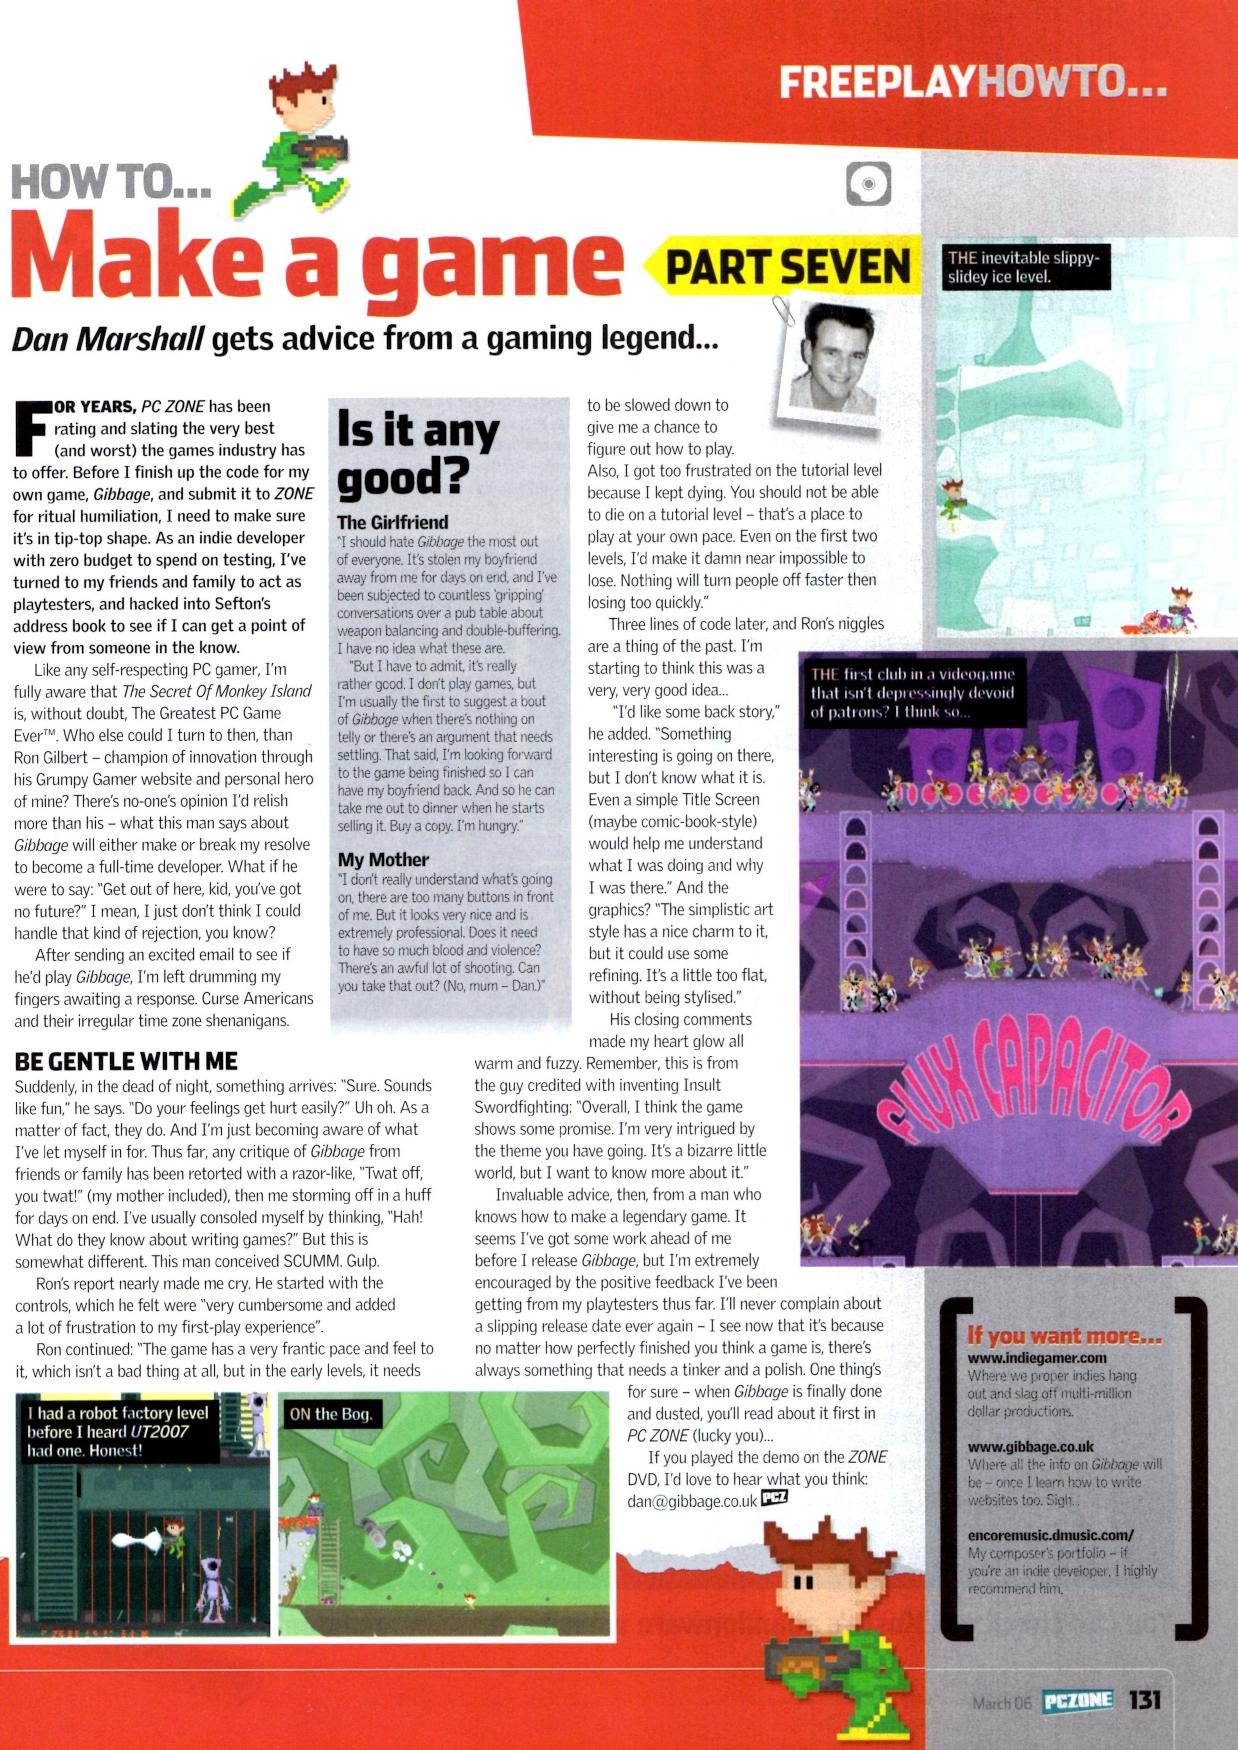 FREEPLAYHOWTO...
HOW TO...
Make a game
PART SEVEN
Dan Marshall gets advice from a gaming legend...
FOR YEARS, PC ZONE has been
rating and slating the very best
(and worst) the games industry has
to offer. Before I finish up the code for my
own game, Gibbage, and submit it to ZONE
for ritual humiliation, I need to make sure
it's in tip-top shape. As an indie developer
with zero budget to spend on testing, I've
turned to my friends and family to act as
playtesters, and hacked into Sefton's
address book to see if I can get a point of
view from someone in the know.
Like any self-respecting PC gamer, I'm
fully aware that The Secret Of Monkey Island
is, without doubt, The Greatest PC Game
Ever™. Who else could I turn to then, than
Ron Gilbert – champion of innovation through
his Grumpy Gamer website and personal hero
of mine? There's no-one's opinion I'd relish
more than his – what this man says about
Gibbage will either make or break my resolve
to become a full-time developer. What if he
were to say: "Get out of here, kid, you've got
no future?" I mean, I just don't think I could
handle that kind of rejection, you know?
After sending an excited email to see if
he'd play Gibbage, I'm left drumming my
fingers awaiting a response. Curse Americans
and their irregular time zone shenanigans.
BE GENTLE WITH ME
Suddenly, in the dead of night, something arrives: "Sure. Sounds
like fun," he says. "Do your feelings get hurt easily?" Uh oh. As a
matter of fact, they do. And I'm just becoming aware of what
I've let myself in for. Thus far, any critique of Gibbage from
friends or family has been retorted with a razor-like, "Twat off,
you twat!" (my mother included), then me storming off in a huff
for days on end. I've usually consoled myself by thinking, "Hah!
What do they know about writing games?" But this is
somewhat different. This man conceived SCUMM. Gulp.
Ron's report nearly made me cry. He started with the
controls, which he felt were "very cumbersome and added
a lot of frustration to my first-play experience".
Ron continued: "The game has a very frantic pace and feel to
it, which isn't a bad thing at all, but in the early levels, it needs
Is it any
good?
The Girlfriend
"I should hate Gibbage the most out
of everyone. It's stolen my boyfriend
away from me for days on end, and I've
been subjected to countless 'gripping'
conversations over a pub table about
weapon balancing and double-buffering.
I have no idea what these are.
"But I have to admit, it's really
rather good. I don't play games, but
I'm usually the first to suggest a bout
of Gibbage when there's nothing on
telly or there's an argument that needs
settling. That said, I'm looking forward
to the game being finished so I can
have my boyfriend back. And so he can
take me out to dinner when he starts
selling it. Buy a copy. I'm hungry."
My Mother
"I don't really understand what's going
on, there are too many buttons in front
of me. But it looks very nice and is
extremely professional. Does it need
to have so much blood and violence?
There's an awful lot of shooting. Can
you take that out? (No, mum – Dan.)"
to be slowed down to
give me a chance to
figure out how to play.
Also, I got too frustrated on the tutorial level
because I kept dying. You should not be able
to die on a tutorial level – that's a place to
play at your own pace. Even on the first two
levels, I'd make it damn near impossible to
lose. Nothing will turn people off faster then
losing too quickly."
Three lines of code later, and Ron's niggles
are a thing of the past. I'm
starting to think this was a
very, very good idea...
"I'd like some back story,"
he added. "Something
interesting is going on there,
but I don't know what it is.
Even a simple Title Screen
(maybe comic-book-style)
would help me understand
what I was doing and why
I was there." And the
graphics? "The simplistic art
style has a nice charm to it,
but it could use some
refining. It's a little too flat,
without being stylised."
His closing comments
made my heart glow all
warm and fuzzy. Remember, this is from
the guy credited with inventing Insult
Swordfighting: "Overall, I think the game
shows some promise. I'm very intrigued by
the theme you have going. It's a bizarre little
world, but I want to know more about it."
Invaluable advice, then, from a man who
knows how to make a legendary game. It
seems I've got some work ahead of me
before I release Gibbage, but I'm extremely
encouraged by the positive feedback I've been
getting from my playtesters thus far. I'll never complain about
a slipping release date ever again – I see now that it's because
no matter how perfectly finished you think a game is, there's
always something that needs a tinker and a polish. One thing's
for sure – when Gibbage is finally done
and dusted, you'll read about it first in
PC ZONE (lucky you)...
If you played the demo on the ZONE
DVD, I'd love to hear what you think:
dan@gibbage.co.uk PCZ
THE inevitable slippy-
slidey ice level.
THE first club in a videogame
that isn't depressingly devoid
of patrons? I think so...
FLUX CAPACITOR
I had a robot factory level
before I heard UT2007
had one. Honest!
ON the Bog.
If you want more...
www.indiegamer.com
Where we proper indies hang
out and slag off multi-million
dollar productions.
www.gibbage.co.uk
Where all the info on Gibbage will
be – once I learn how to write
websites too. Sigh...
encoremusic.dmusic.com/
My composer's portfolio – if
you're an indie developer, I highly
recommend him.
March 06 PCZONE 131